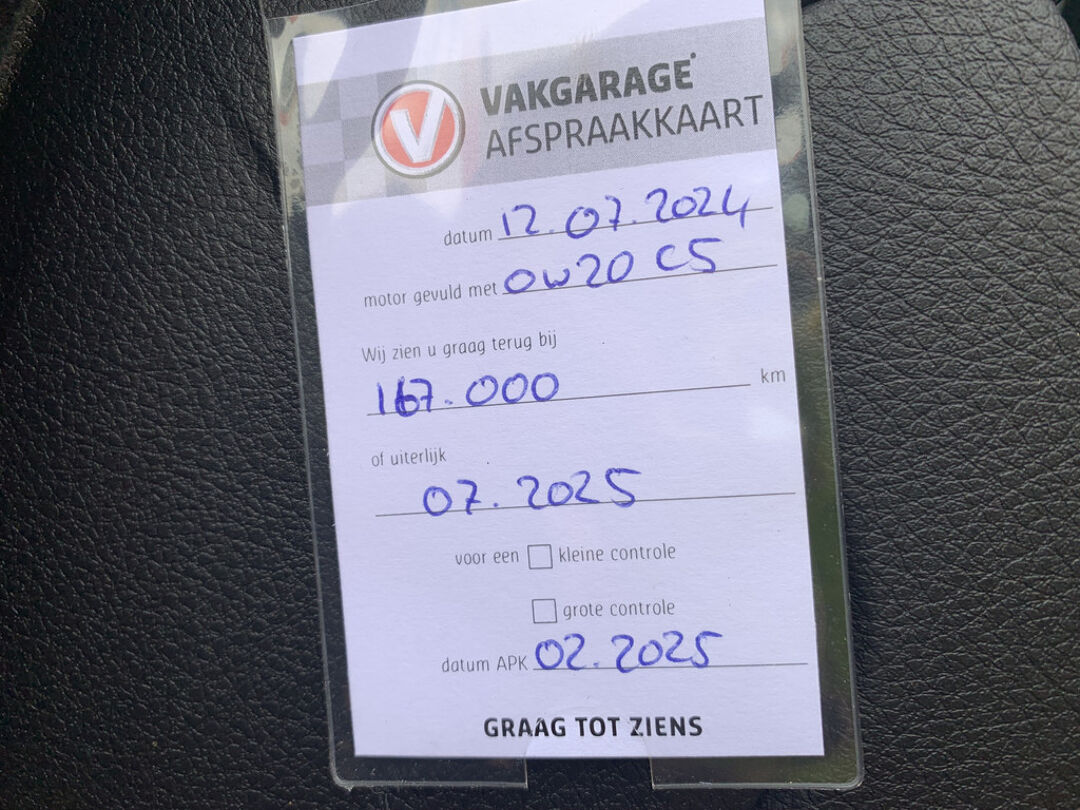 V VAKGARAGE
AFSPRAAKKAART
datum 12.07.2024
motor gevuld met 0W20 C5
Wij zien u graag terug bij
167.000 km
of uiterlijk
07.2025
voor een kleine controle
grote controle
datum APK 02.2025
GRAAG TOT ZIENS